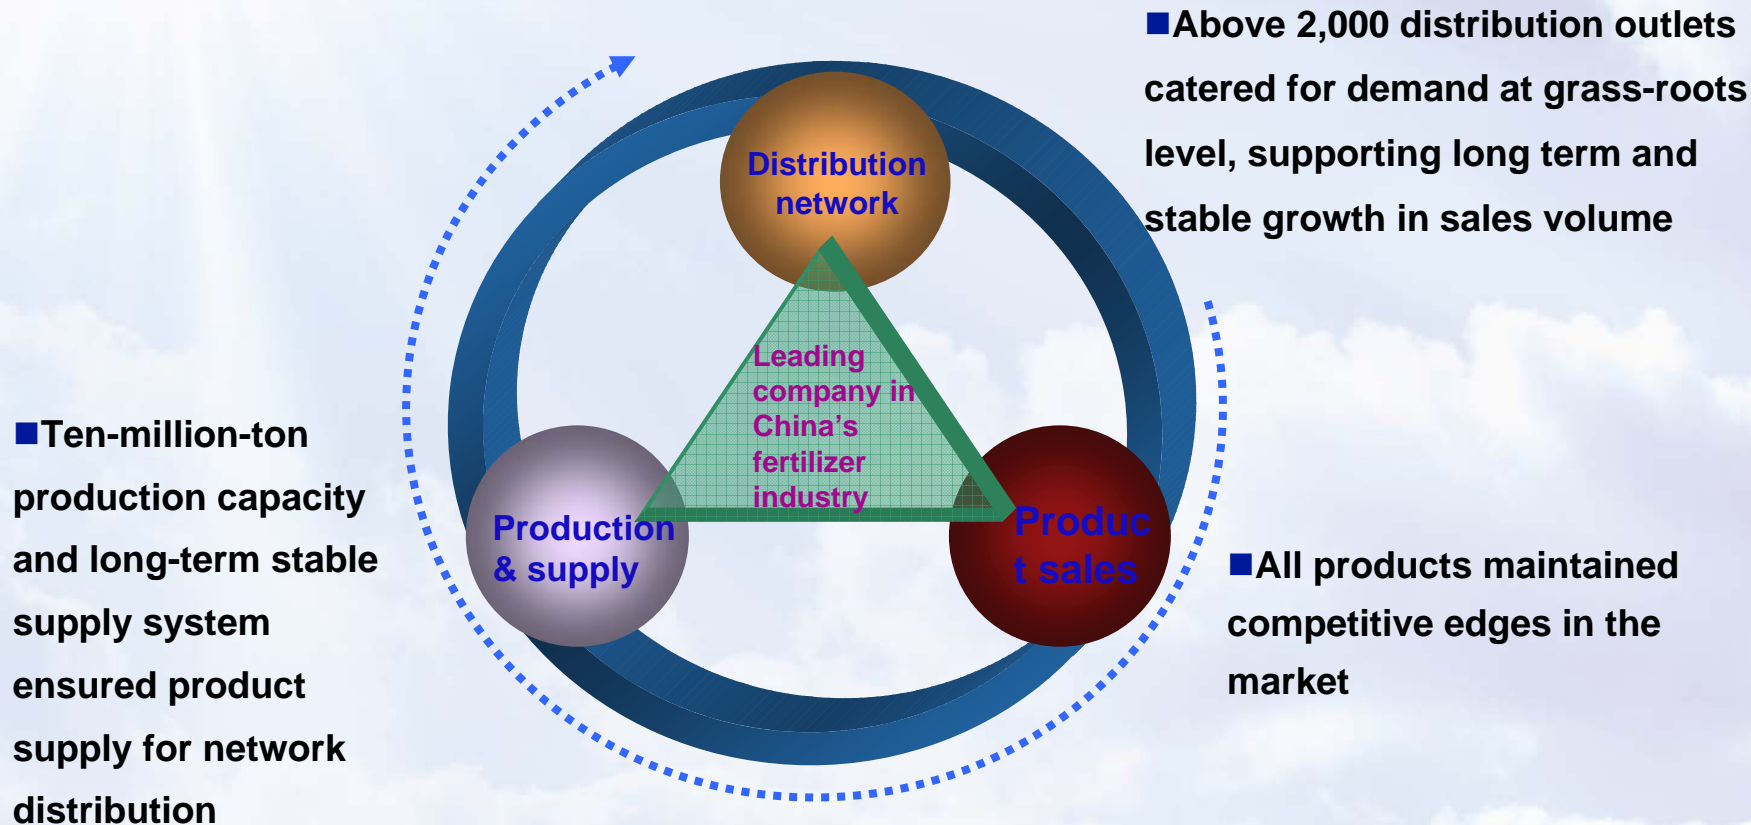 ■Above 2,000 distribution outlets
catered for demand at grass-roots
level, supporting long term and
stable growth in sales volume
Distribution
network
Leading
company in
China's
fertilizer
industry
■Ten-million-ton
production capacity
and long-term stable
supply system
ensured product
supply for network
distribution
Production
& supply
Produc
t sales
■All products maintained
competitive edges in the
market